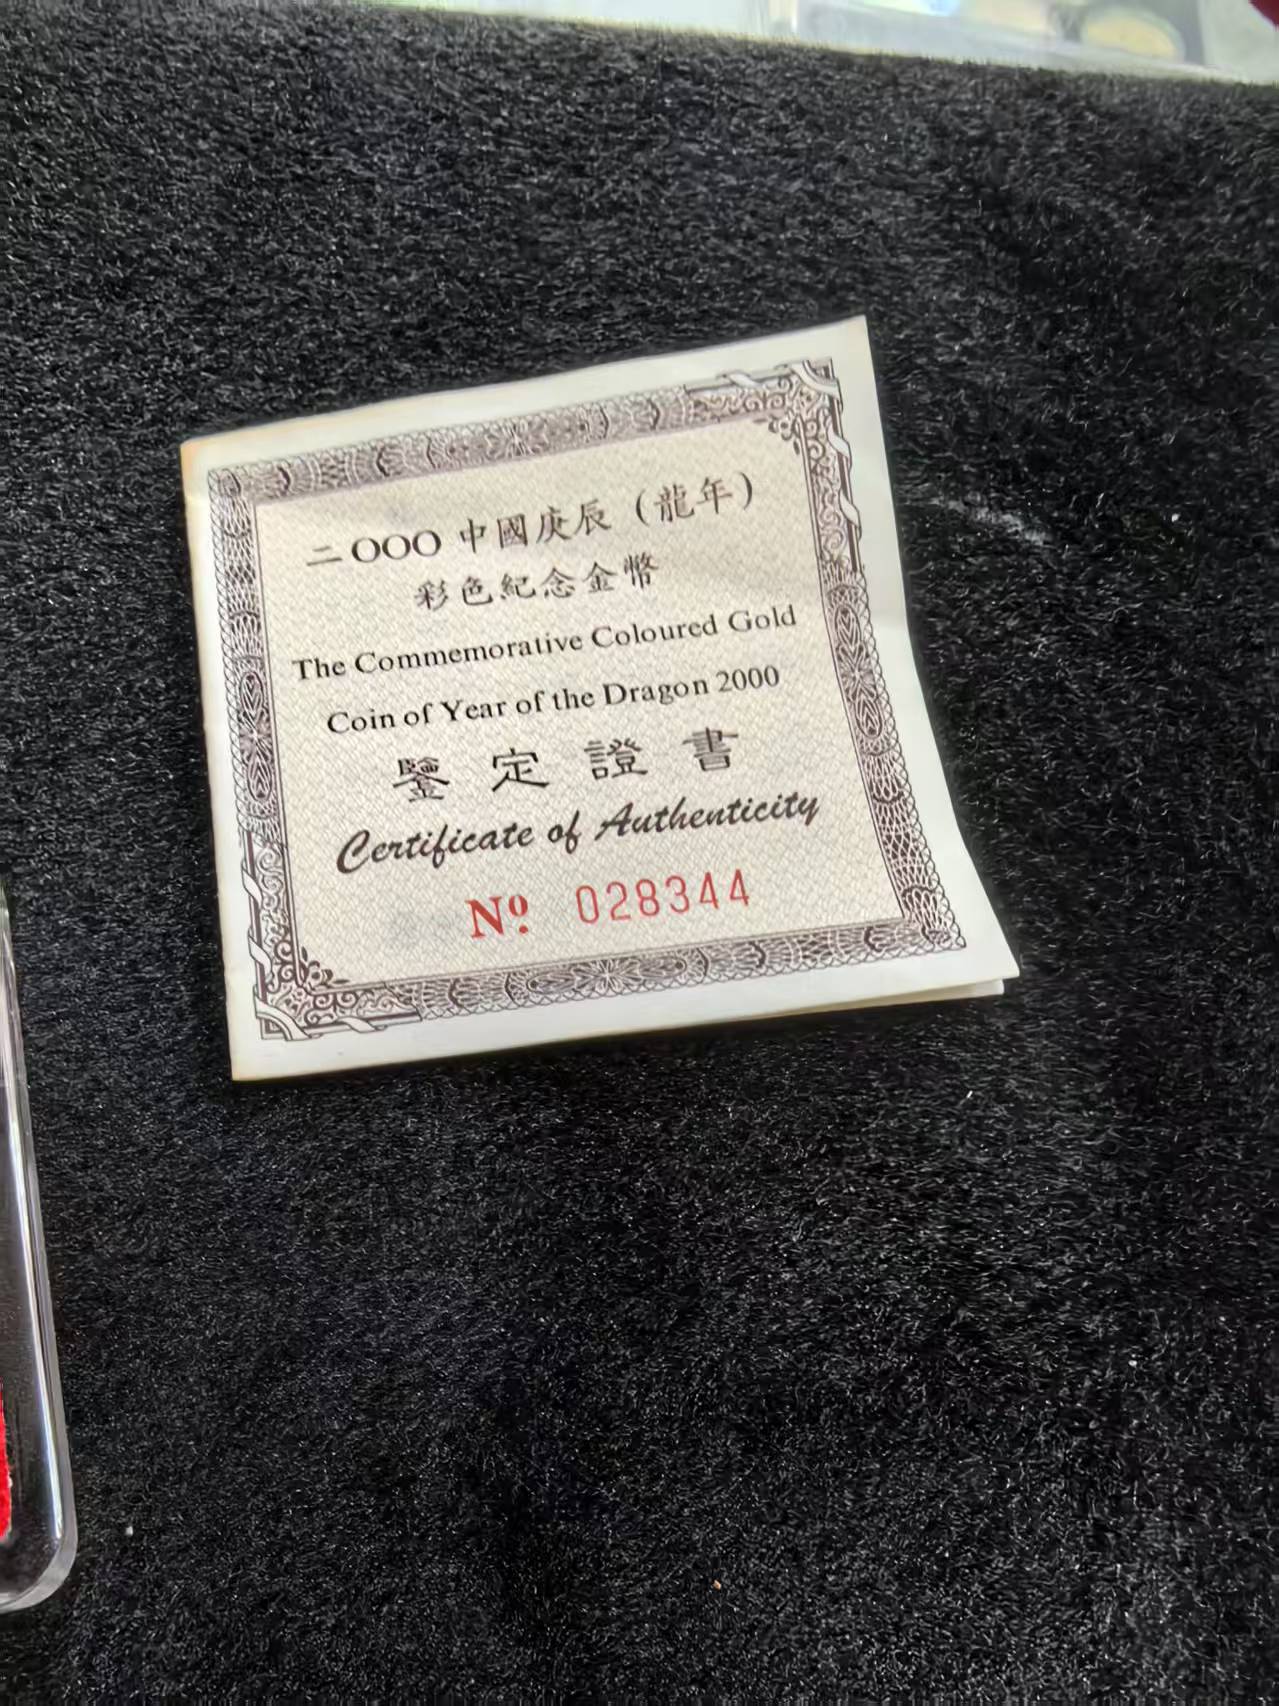 二OOO 中國庚辰（龍年）
彩色紀念金幣
The Commemorative Coloured Gold
Coin of Year of the Dragon 2000
鑒定證書
Certificate of Authenticity
Nº. 028344